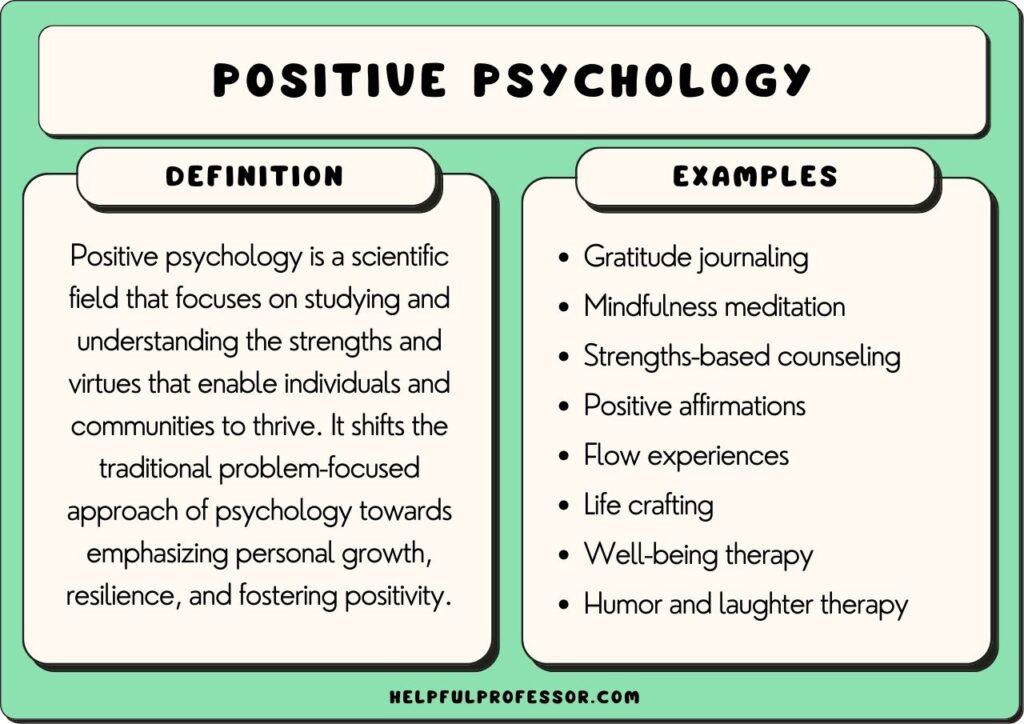 POSITIVE PSYCHOLOGY
DEFINITION
Positive psychology is a scientific
field that focuses on studying and
understanding the strengths and
virtues that enable individuals and
communities to thrive. It shifts the
traditional problem-focused
approach of psychology towards
emphasizing personal growth,
resilience, and fostering positivity.
EXAMPLES
• Gratitude journaling
• Mindfulness meditation
• Strengths-based counseling
• Positive affirmations
• Flow experiences
• Life crafting
• Well-being therapy
• Humor and laughter therapy
HELPFULPROFESSOR.COM